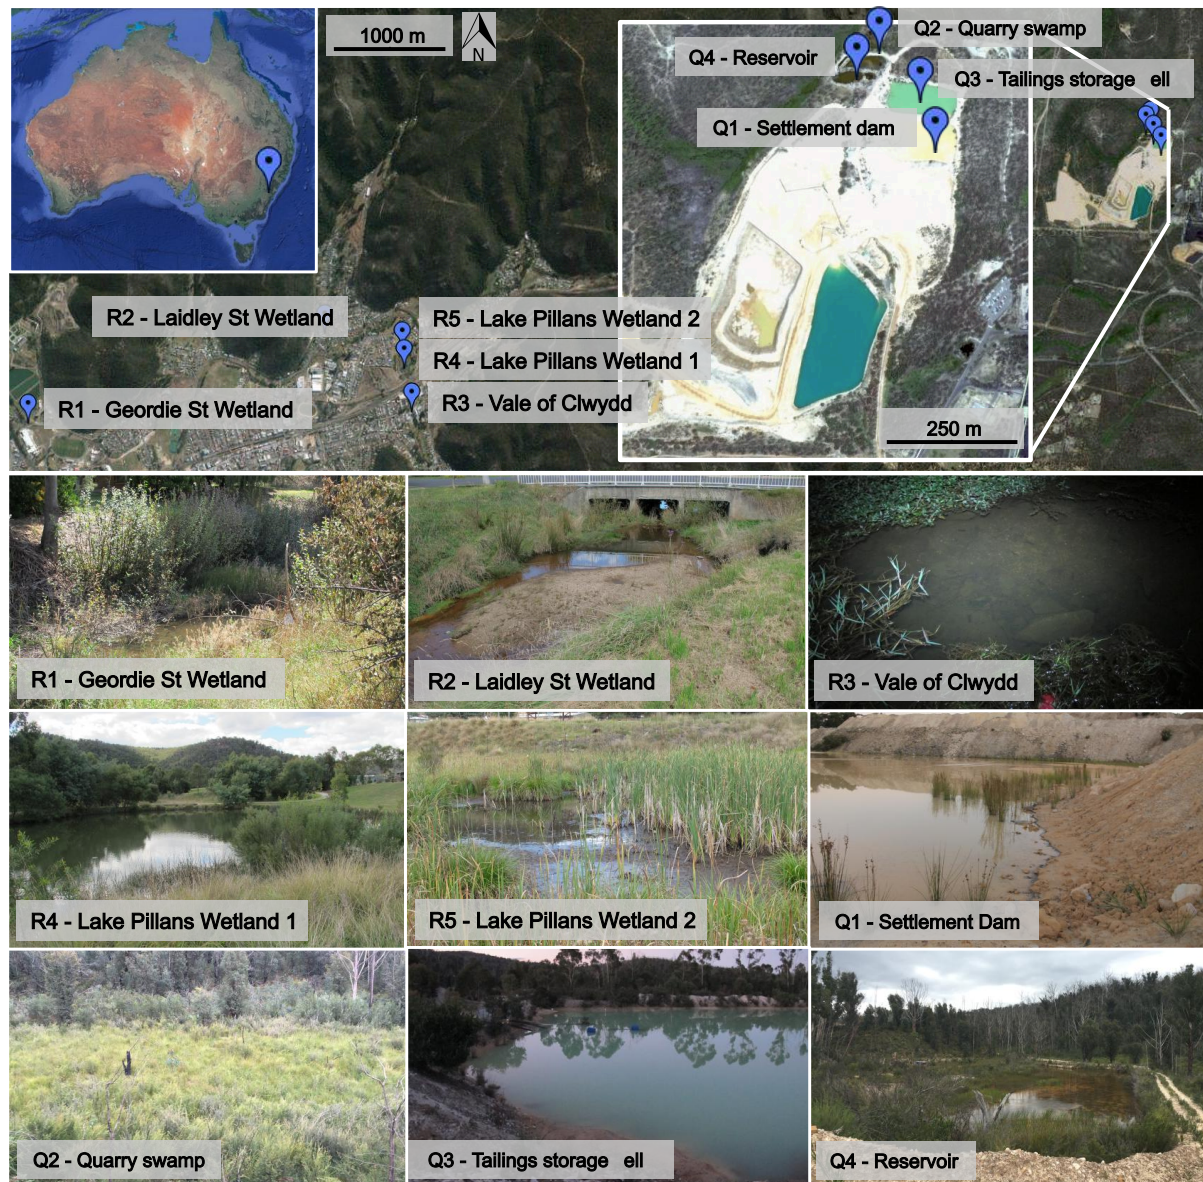 1000 m
N
Q2 - Quarry swamp
Q4 - Reservoir
Q3 - Tailings storage ell
Q1 - Settlement dam
R2 - Laidley St Wetland
R5 - Lake Pillans Wetland 2
R4 - Lake Pillans Wetland 1
R1 - Geordie St Wetland
R3 - Vale of Clwydd
250 m
R1 - Geordie St Wetland
R2 - Laidley St Wetland
R3 - Vale of Clwydd
R4 - Lake Pillans Wetland 1
R5 - Lake Pillans Wetland 2
Q1 - Settlement Dam
Q2 - Quarry swamp
Q3 - Tailings storage ell
Q4 - Reservoir